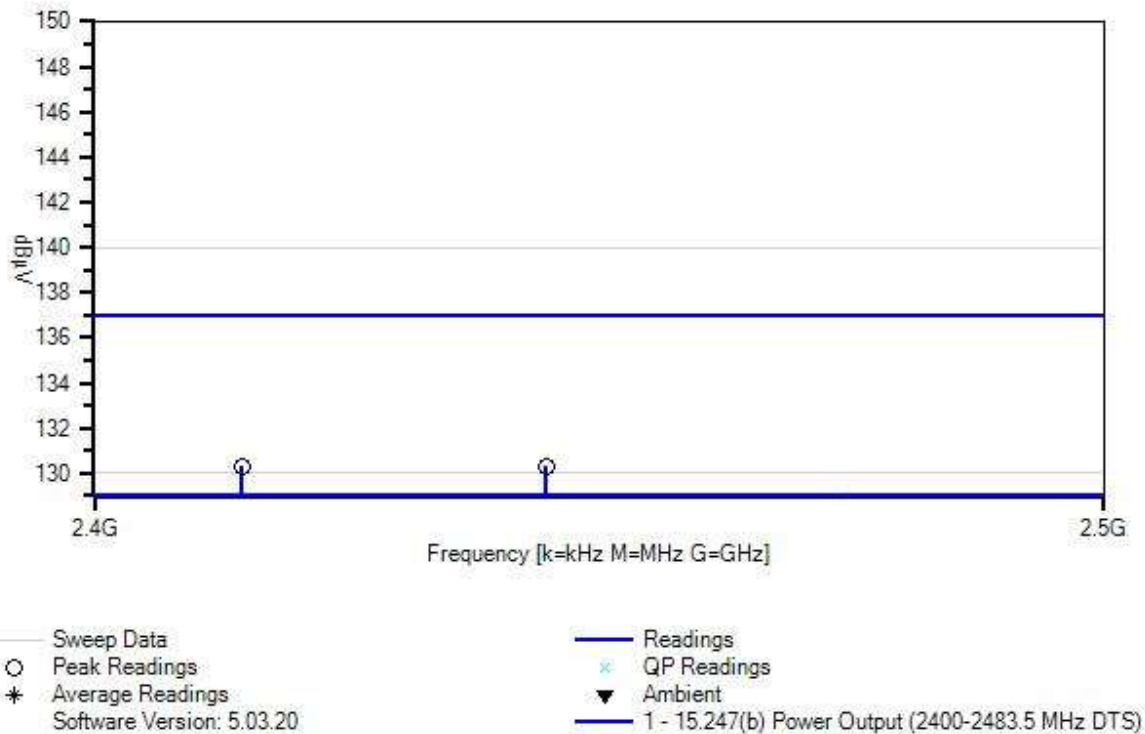 150
148
146
144
142
140
138
136
134
132
130
dBµV
2.4G
2.5G
Frequency [k=kHz M=MHz G=GHz]
Sweep Data
Readings
Peak Readings
QP Readings
Average Readings
Ambient
Software Version: 5.03.20
1 - 15.247(b) Power Output (2400-2483.5 MHz DTS)